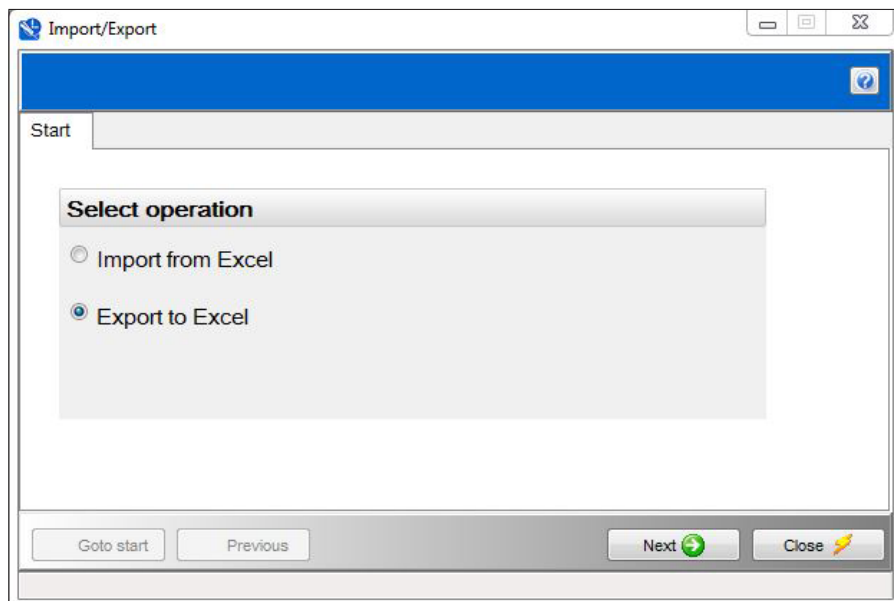 Import/Export
Start
Select operation
Import from Excel
Export to Excel
Goto start
Previous
Next
Close